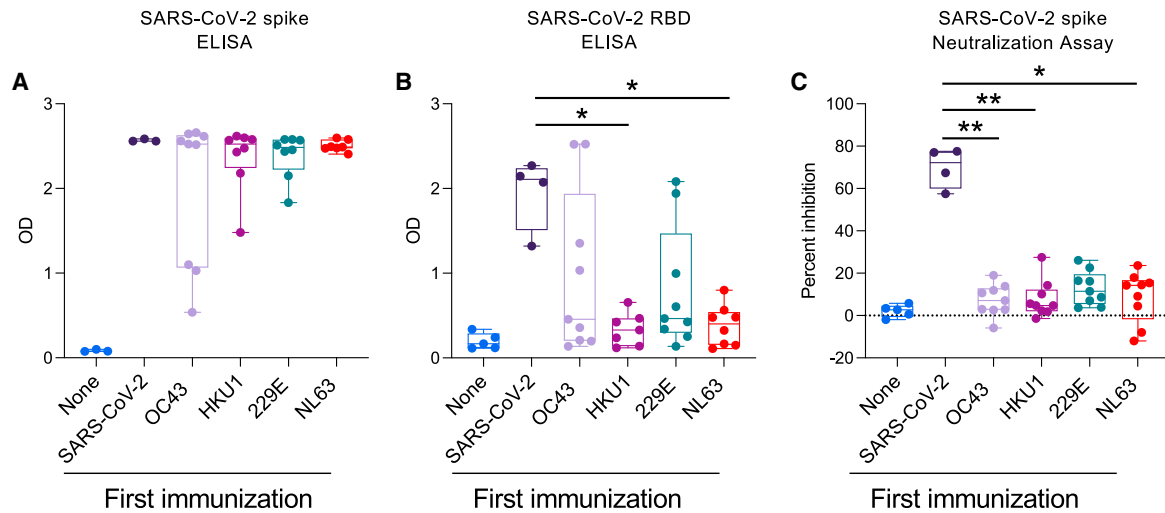 SARS-CoV-2 spike
ELISA
A
3
2
1
0
OD
None
SARS-CoV-2
OC43
HKU1
229E
NL63
First immunization
SARS-CoV-2 RBD
ELISA
B
*
*
3
2
1
0
OD
None
SARS-CoV-2
OC43
HKU1
229E
NL63
First immunization
SARS-CoV-2 spike
Neutralization Assay
C
*
**
**
100
80
60
40
20
0
-20
Percent inhibition
None
SARS-CoV-2
OC43
HKU1
229E
NL63
First immunization